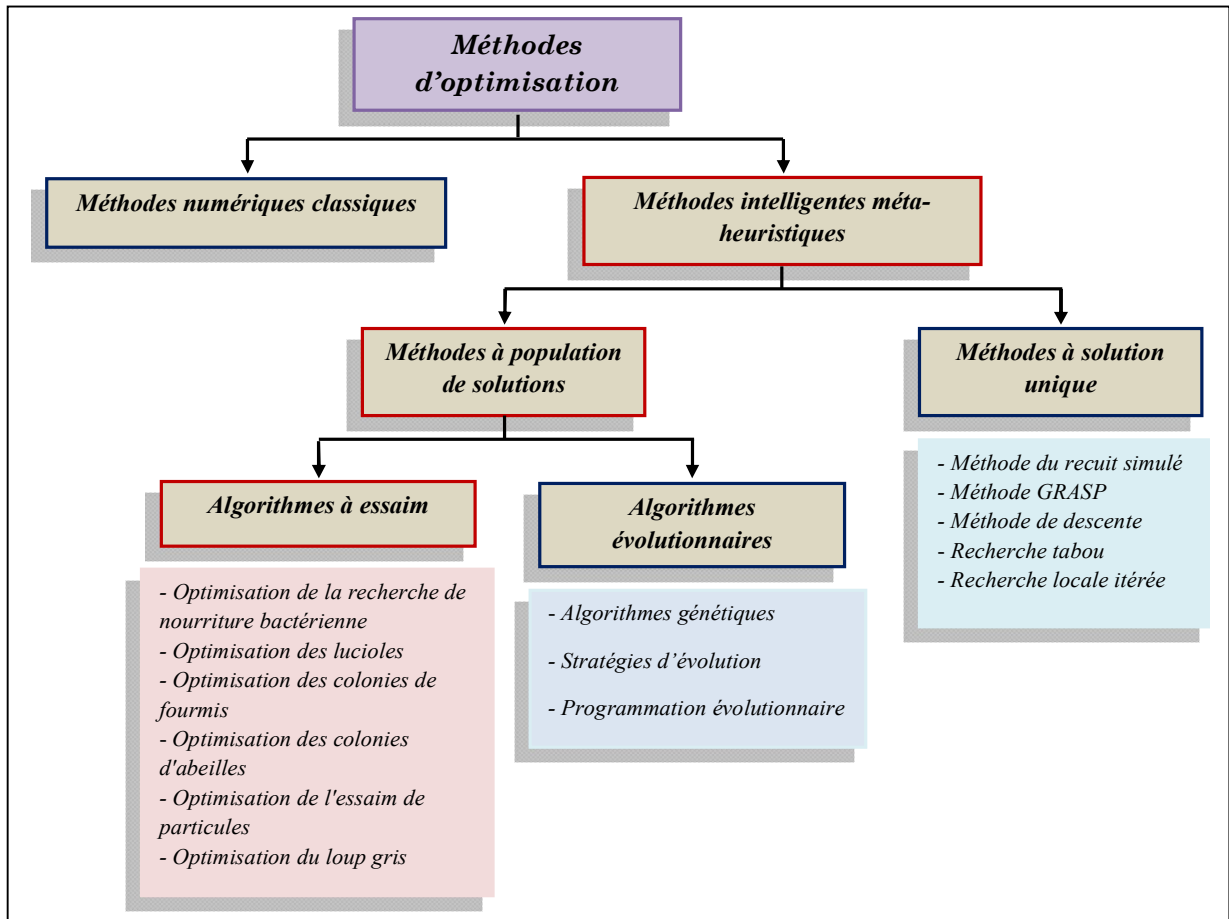 Méthodes
d'optimisation
Méthodes numériques classiques
Méthodes intelligentes méta-
heuristiques
Méthodes à population
de solutions
Méthodes à solution
unique
- Méthode du recuit simulé
- Méthode GRASP
- Méthode de descente
- Recherche tabou
- Recherche locale itérée
Algorithmes à essaim
Algorithmes
évolutionnaires
- Optimisation de la recherche de
nourriture bactérienne
- Optimisation des lucioles
- Optimisation des colonies de
fourmis
- Optimisation des colonies
d'abeilles
- Optimisation de l'essaim de
particules
- Optimisation du loup gris
- Algorithmes génétiques
- Stratégies d’évolution
- Programmation évolutionnaire